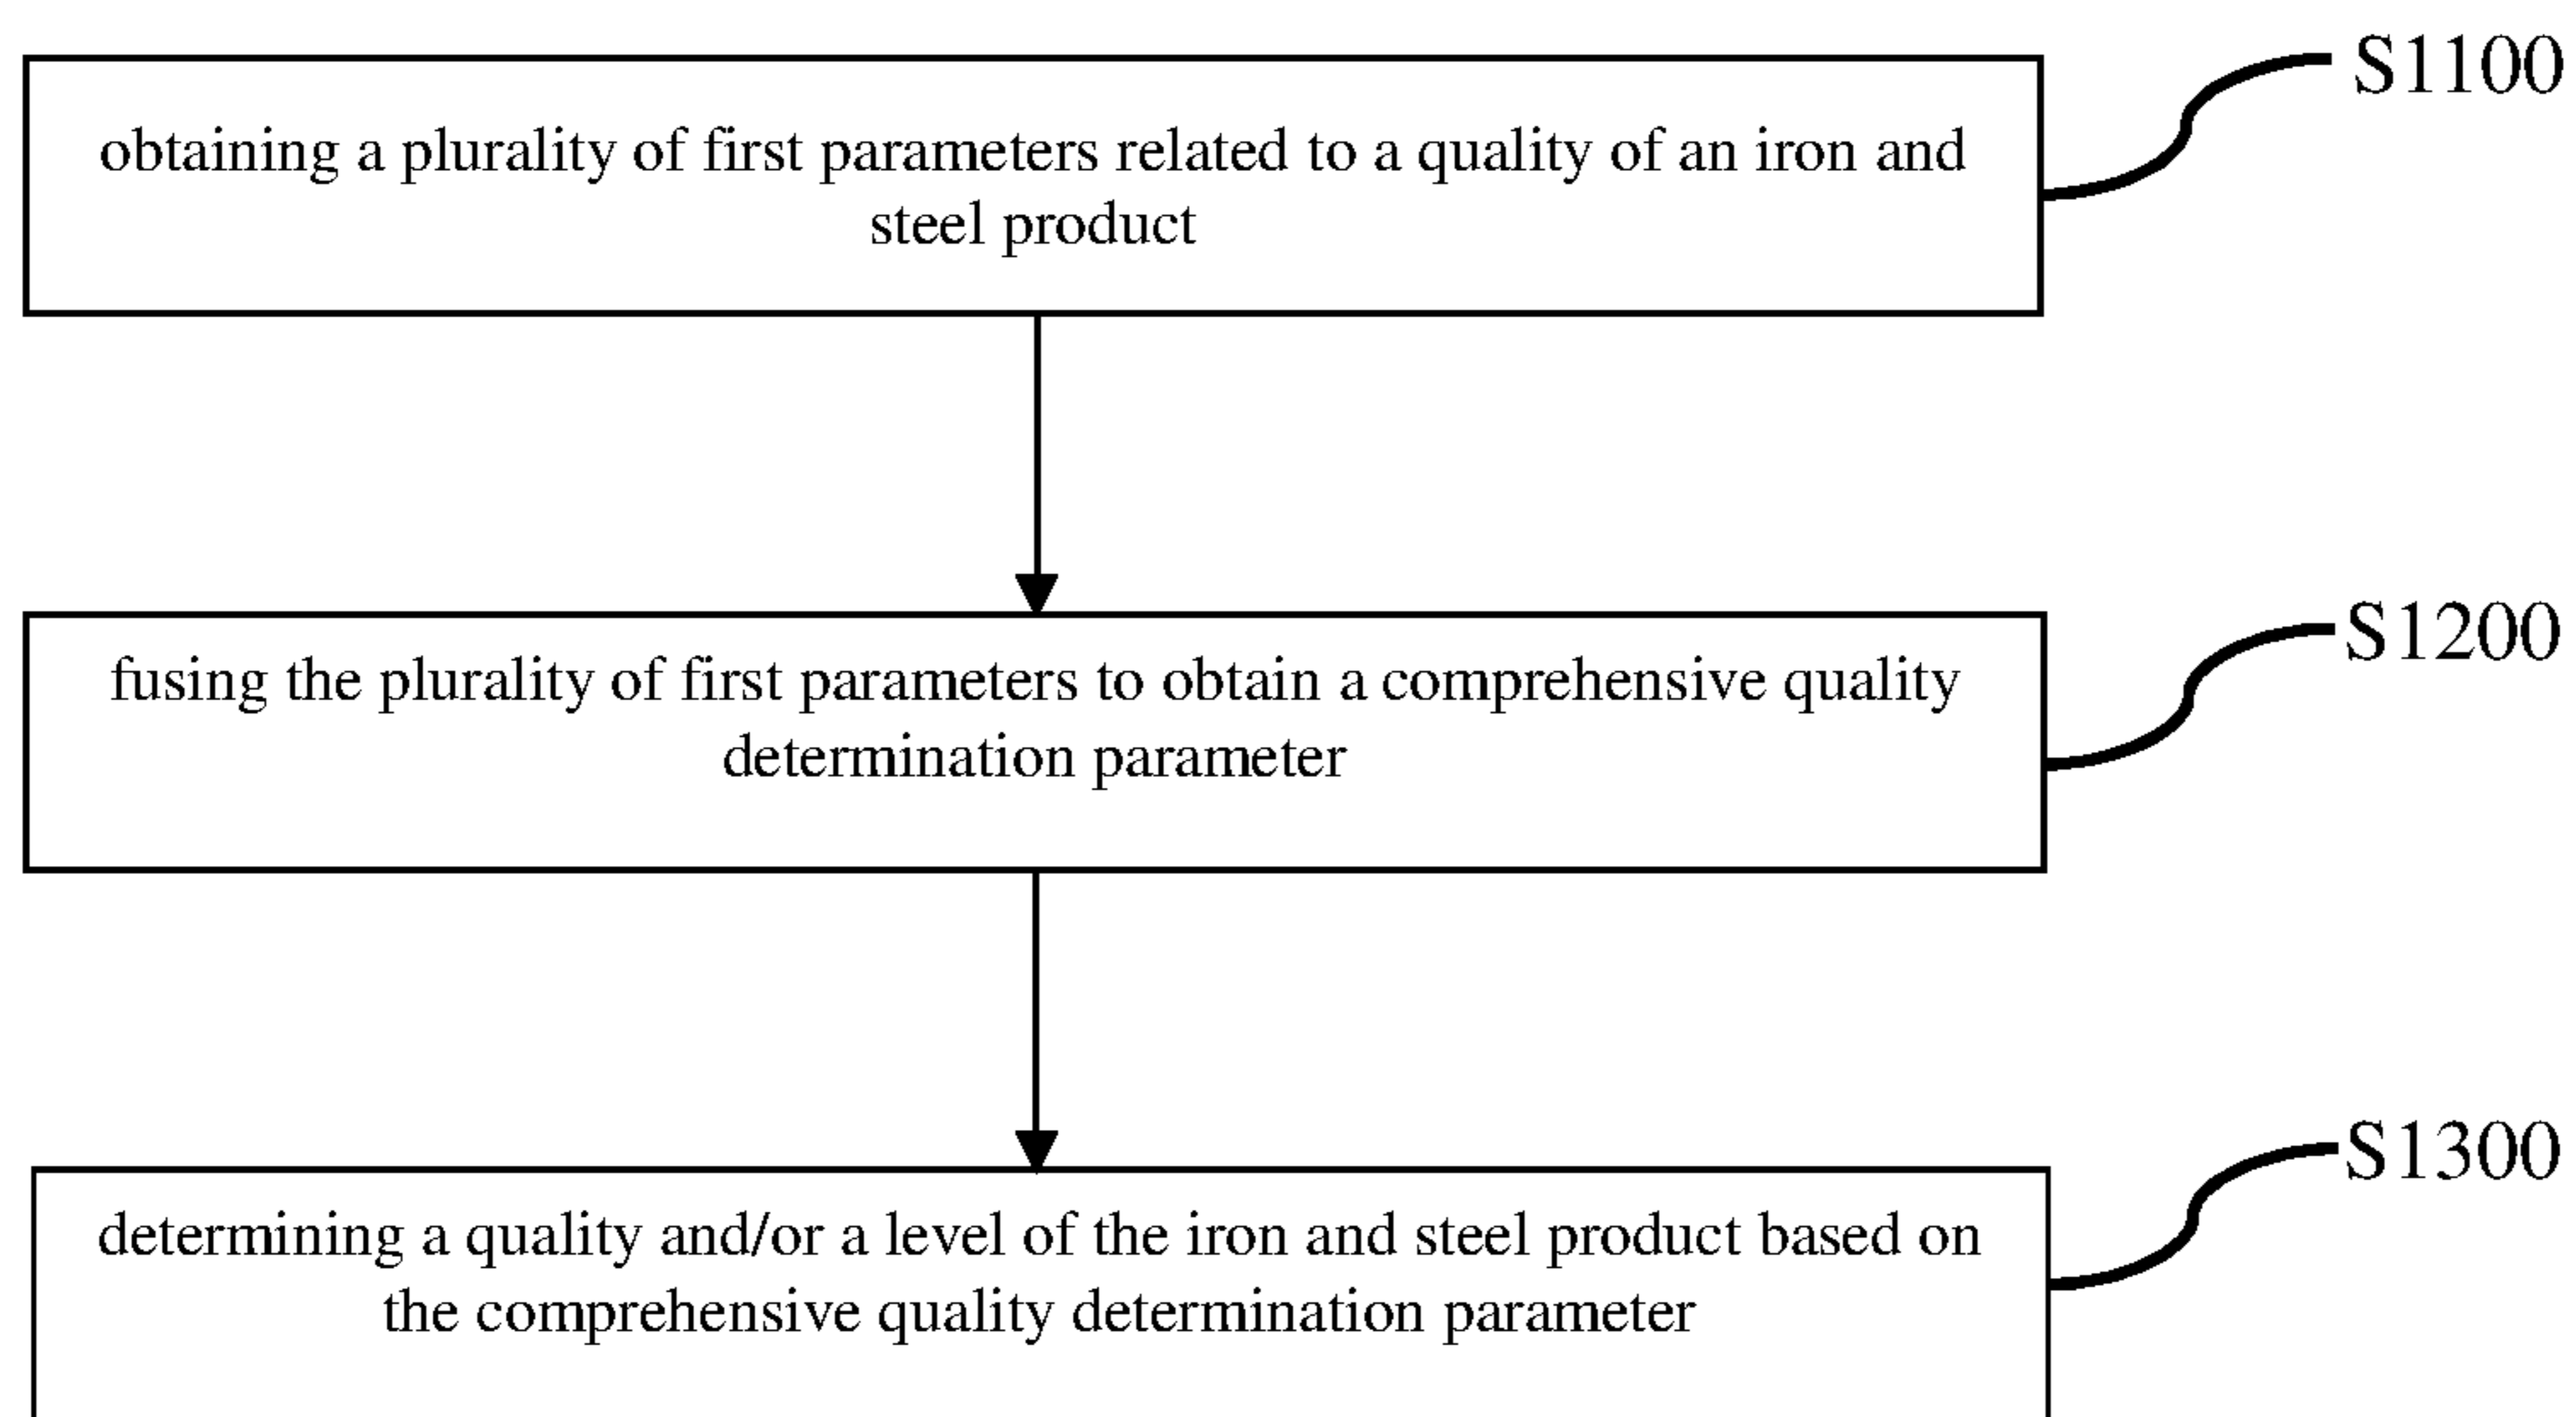 S1100
obtaining a plurality of first parameters related to a quality of an iron and
steel product
S1200
fusing the plurality of first parameters to obtain a comprehensive quality
determination parameter
S1300
determining a quality and/or a level of the iron and steel product based on
the comprehensive quality determination parameter